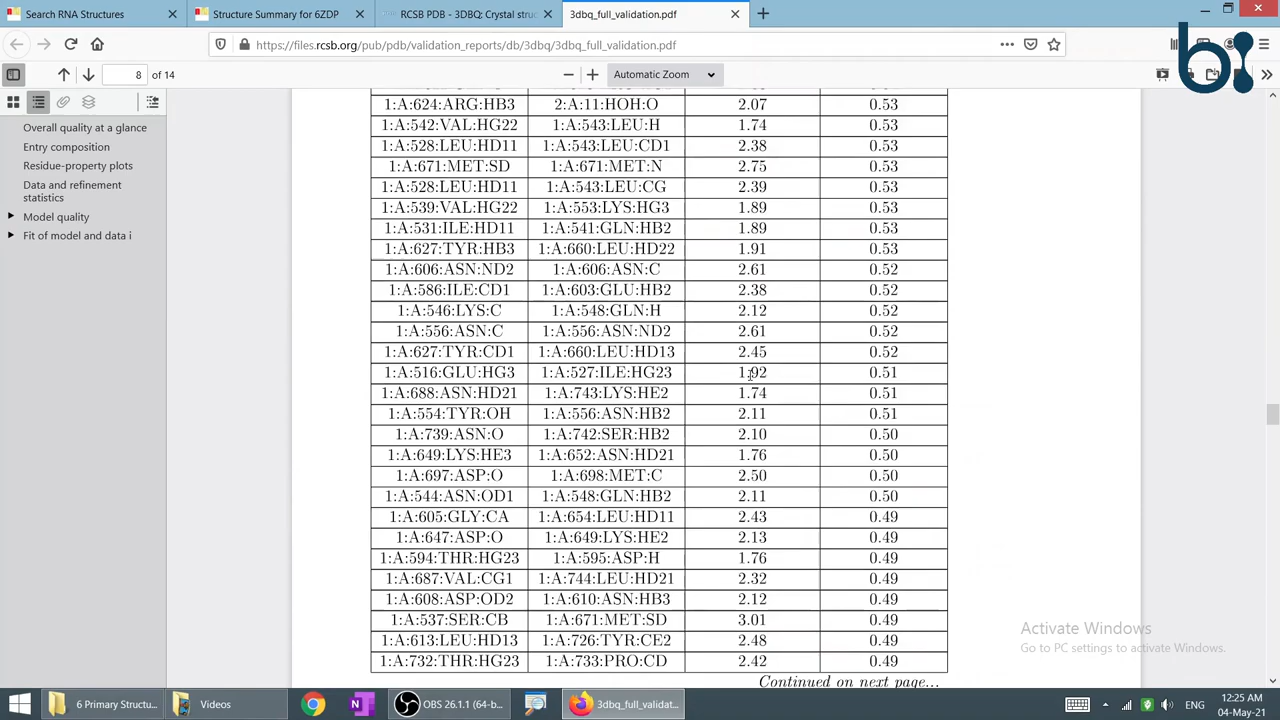 Search RNA Structures
Structure Summary for 6ZDP
RCSB PDB - 3DBQ: Crystal struc
3dbq_full_validation.pdf
https://files.rcsb.org/pub/pdb/validation_reports/db/3dbq/3dbq_full_validation.pdf
8 of 14
Automatic Zoom
b:
Overall quality at a glance
Entry composition
Residue-property plots
Data and refinement
statistics
Model quality
Fit of model and data i
1:A:624:ARG:HB3 2:A:11:HOH:O 2.07 0.53
1:A:542:VAL:HG22 1:A:543:LEU:H 1.74 0.53
1:A:528:LEU:HD11 1:A:543:LEU:CD1 2.38 0.53
1:A:671:MET:SD 1:A:671:MET:N 2.75 0.53
1:A:528:LEU:HD11 1:A:543:LEU:CG 2.39 0.53
1:A:539:VAL:HG22 1:A:553:LYS:HG3 1.89 0.53
1:A:531:ILE:HD11 1:A:541:GLN:HB2 1.89 0.53
1:A:627:TYR:HB3 1:A:660:LEU:HD22 1.91 0.53
1:A:606:ASN:ND2 1:A:606:ASN:C 2.61 0.52
1:A:586:ILE:CD1 1:A:603:GLU:HB2 2.38 0.52
1:A:546:LYS:C 1:A:548:GLN:H 2.12 0.52
1:A:556:ASN:C 1:A:556:ASN:ND2 2.61 0.52
1:A:627:TYR:CD1 1:A:660:LEU:HD13 2.45 0.52
1:A:516:GLU:HG3 1:A:527:ILE:HG23 1.92 0.51
1:A:688:ASN:HD21 1:A:743:LYS:HE2 1.74 0.51
1:A:554:TYR:OH 1:A:556:ASN:HB2 2.11 0.51
1:A:739:ASN:O 1:A:742:SER:HB2 2.10 0.50
1:A:649:LYS:HE3 1:A:652:ASN:HD21 1.76 0.50
1:A:697:ASP:O 1:A:698:MET:C 2.50 0.50
1:A:544:ASN:OD1 1:A:548:GLN:HB2 2.11 0.50
1:A:605:GLY:CA 1:A:654:LEU:HD11 2.43 0.49
1:A:647:ASP:O 1:A:649:LYS:HE2 2.13 0.49
1:A:594:THR:HG23 1:A:595:ASP:H 1.76 0.49
1:A:687:VAL:CG1 1:A:744:LEU:HD21 2.32 0.49
1:A:608:ASP:OD2 1:A:610:ASN:HB3 2.12 0.49
1:A:537:SER:CB 1:A:671:MET:SD 3.01 0.49
1:A:613:LEU:HD13 1:A:726:TYR:CE2 2.48 0.49
1:A:732:THR:HG23 1:A:733:PRO:CD 2.42 0.49
Continued on next page...
Activate Windows
Go to PC settings to activate Windows.
6 Primary Structu...
Videos
OBS 26.1.1 (64-b...
3dbq_full_validat...
ENG
12:25 AM
04-May-21